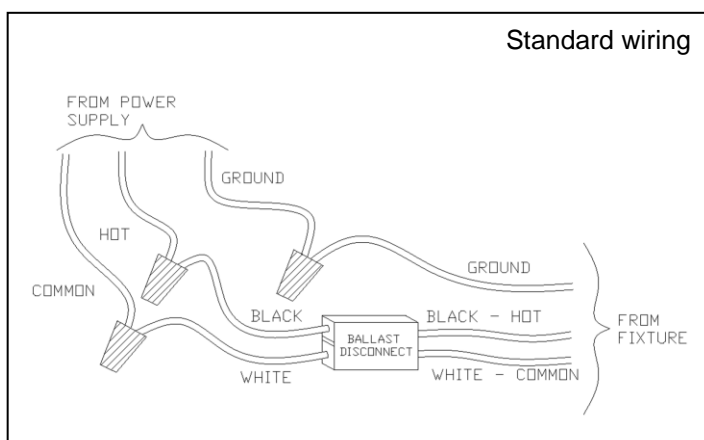 Standard wiring
FROM POWER
SUPPLY
GROUND
HOT
GROUND
COMMON
BLACK
BLACK - HOT
BALLAST
DISCONNECT
FROM
FIXTURE
WHITE
WHITE - COMMON